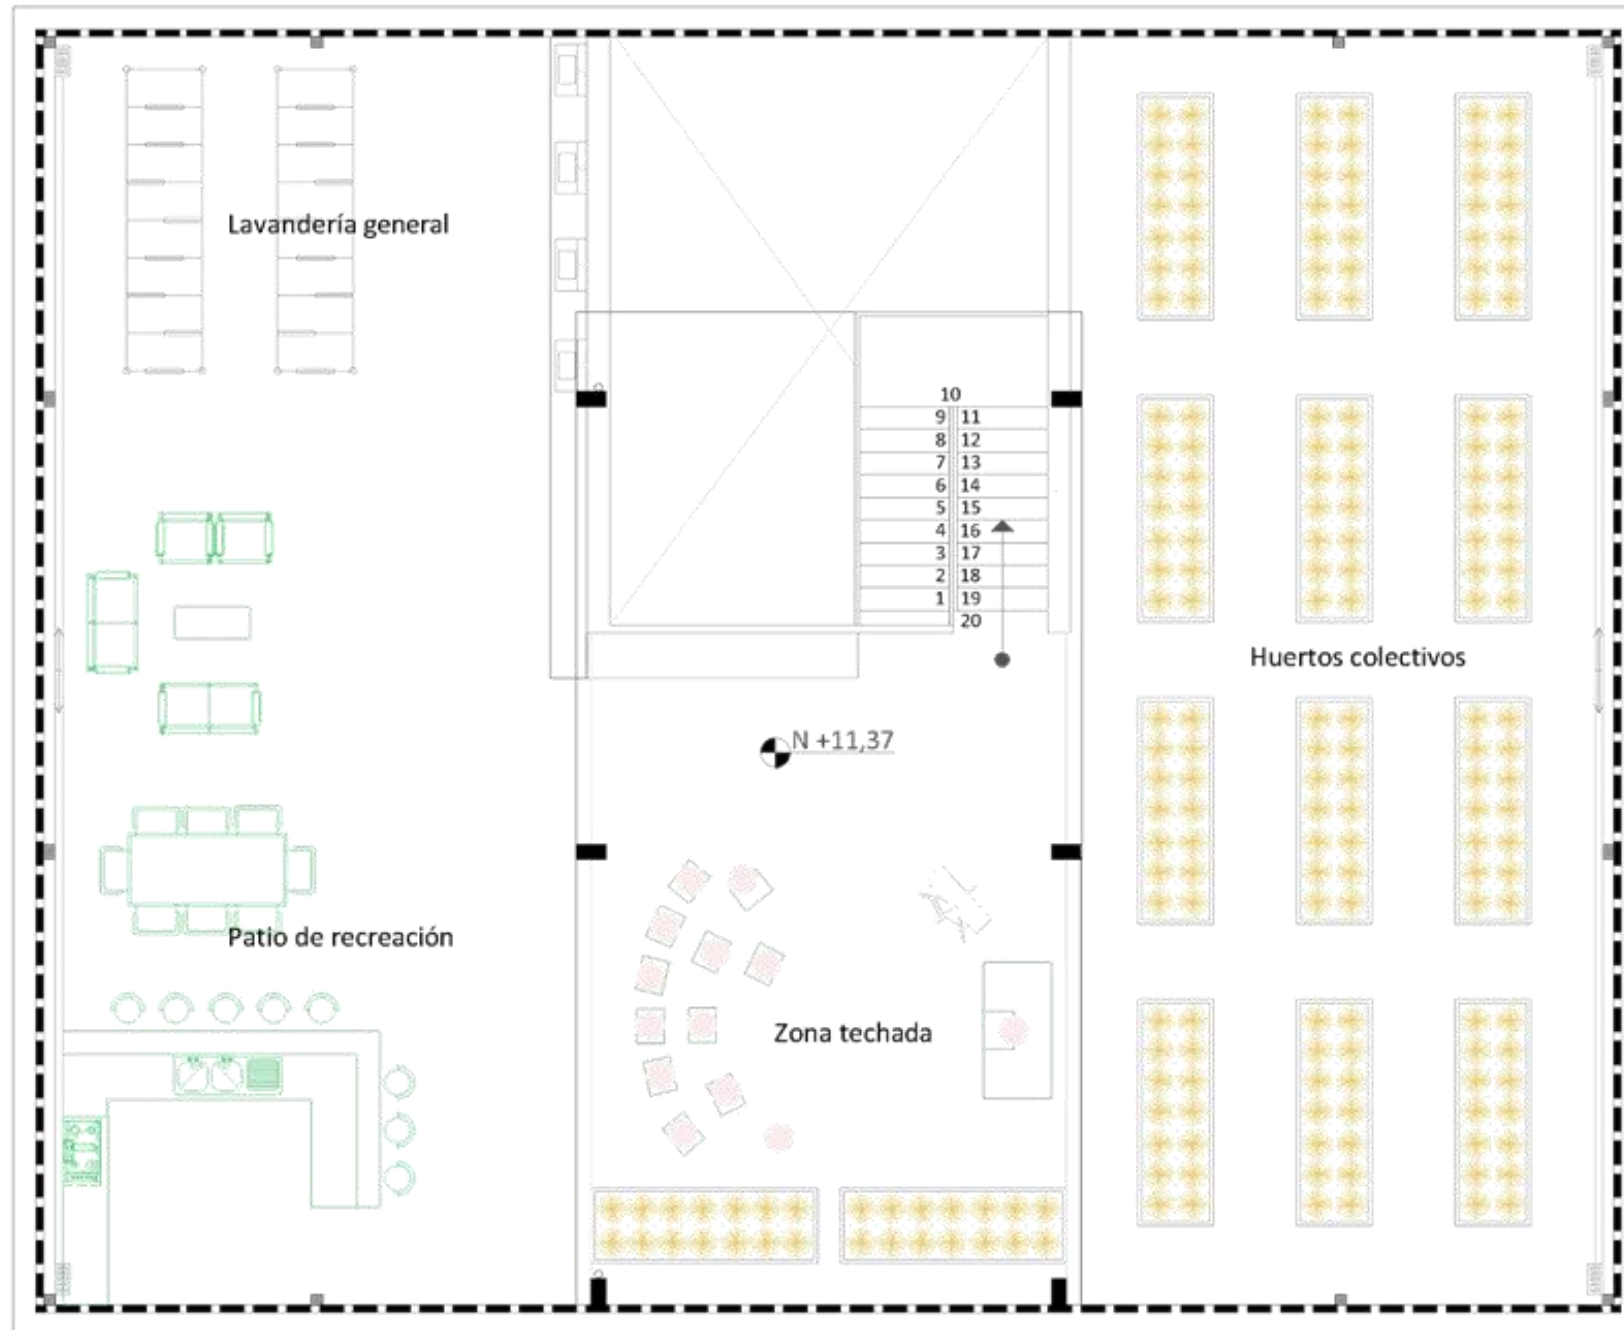 Lavandería general
10
9 11
8 12
7 13
6 14
5 15
4 16
3 17
2 18
1 19
20
Huertos colectivos
N +11,37
Patio de recreación
Zona techada